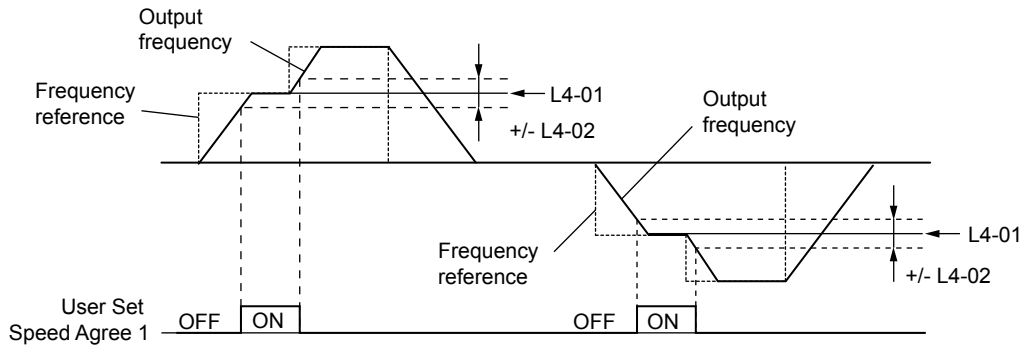 Output
frequency
Frequency
reference
L4-01
+/- L4-02
Output
frequency
Frequency
reference
L4-01
+/- L4-02
User Set
Speed Agree 1
OFF
ON
OFF
ON